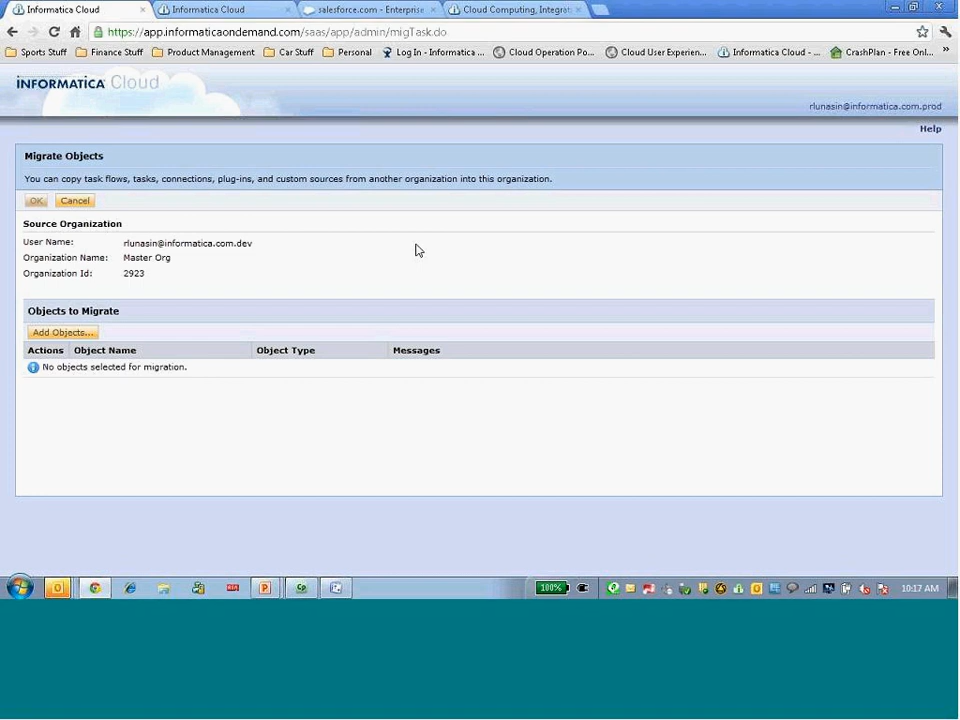 Informatica Cloud
Informatica Cloud
salesforce.com - Enterprise
Cloud Computing, Integrat
https://app.informaticaondemand.com/saas/app/admin/migTask.do
Sports Stuff
Finance Stuff
Product Management
Car Stuff
Personal
Log In - Informatica ...
Cloud Operation Po...
Cloud User Experien...
Informatica Cloud - ...
CrashPlan - Free Onl...
INFORMATICA Cloud
rlunasin@informatica.com.prod
Help
Migrate Objects
You can copy task flows, tasks, connections, plug-ins, and custom sources from another organization into this organization.
OK Cancel
Source Organization
User Name: rlunasin@informatica.com.dev
Organization Name: Master Org
Organization Id: 2923
Objects to Migrate
Add Objects...
Actions Object Name Object Type Messages
No objects selected for migration.
100%
10:17 AM